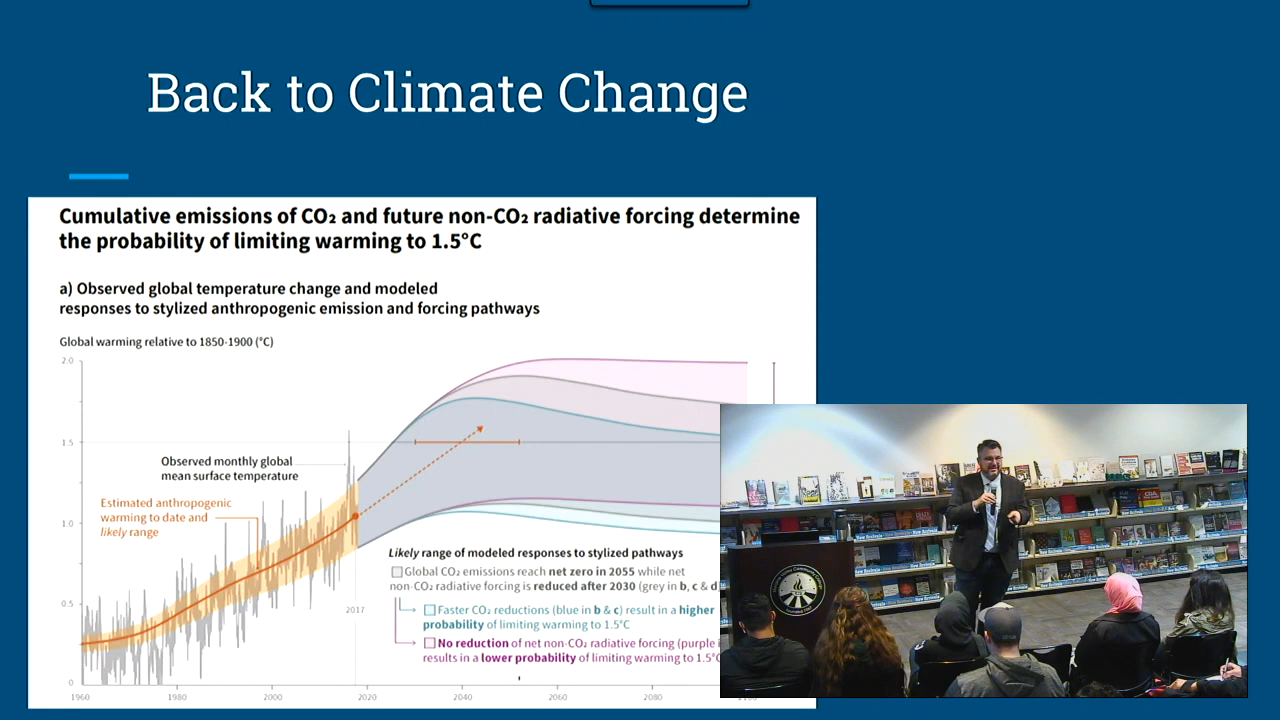 Back to Climate Change
Cumulative emissions of CO₂ and future non-CO₂ radiative forcing determine
the probability of limiting warming to 1.5°C
a) Observed global temperature change and modeled
responses to stylized anthropogenic emission and forcing pathways
Global warming relative to 1850-1900 (°C)
2.0
1.5
Observed monthly global
mean surface temperature
Estimated anthropogenic
warming to date and
likely range
1.0
Likely range of modeled responses to stylized pathways
Global CO₂ emissions reach net zero in 2055 while net
non-CO₂ radiative forcing is reduced after 2030 (grey in b, c & d
0.5
2017
Faster CO₂ reductions (blue in b & c) result in a higher
probability of limiting warming to 1.5°C
No reduction of net non-CO₂ radiative forcing (purple
results in a lower probability of limiting warming to 1.5°
0
1960
1980
2000
2020
2040
2060
2080